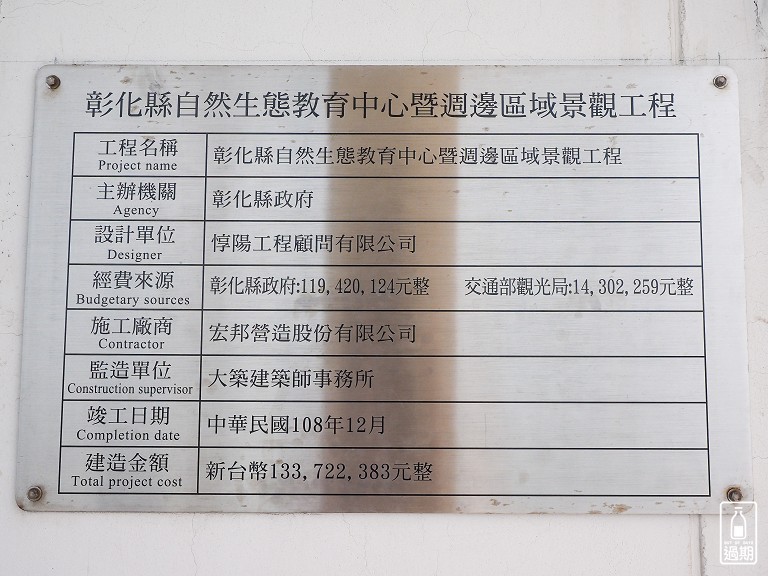 彰化縣自然生態教育中心暨週邊區域景觀工程
工程名稱 彰化縣自然生態教育中心暨週邊區域景觀工程
Project name
主辦機關 彰化縣政府
Agency
設計單位 惇陽工程顧問有限公司
Designer
經費來源 彰化縣政府:119,420,124元整 交通部觀光局:14,302,259元整
Budgetary sources
施工廠商 宏邦營造股份有限公司
Contractor
監造單位 大築建築師事務所
Construction supervisor
竣工日期 中華民國108年12月
Completion date
建造金額 新台幣133,722,383元整
Total project cost
OUT OF DATE
過期